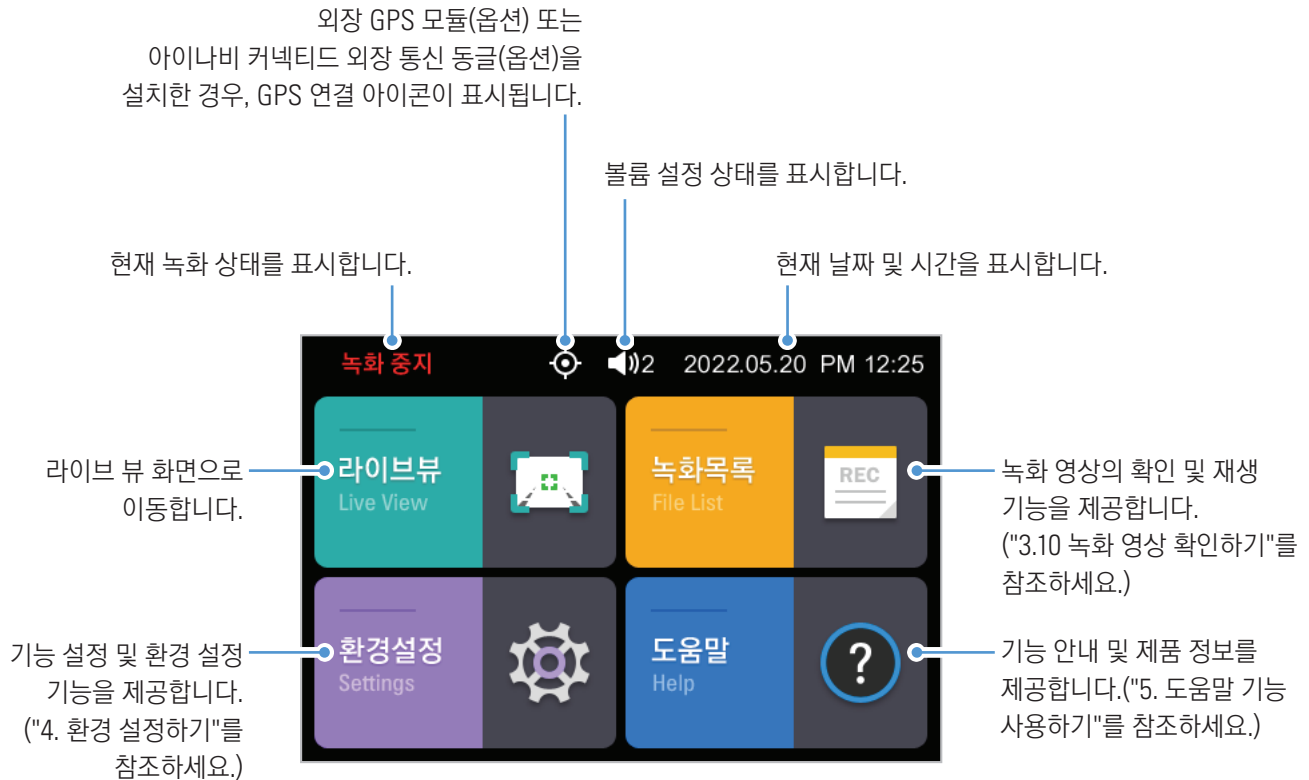 외장 GPS 모듈(옵션) 또는
아이나비 커넥티드 외장 통신 동글(옵션)을
설치한 경우, GPS 연결 아이콘이 표시됩니다.
볼륨 설정 상태를 표시합니다.
현재 녹화 상태를 표시합니다.
현재 날짜 및 시간을 표시합니다.
녹화 중지 2 2022.05.20 PM 12:25
라이브 뷰 화면으로
이동합니다.
라이브뷰
Live View
녹화목록
File List
REC
녹화 영상의 확인 및 재생
기능을 제공합니다.
("3.10 녹화 영상 확인하기"를
참조하세요.)
기능 설정 및 환경 설정
기능을 제공합니다.
("4. 환경 설정하기"를
참조하세요.)
환경설정
Settings
도움말
Help
?
기능 안내 및 제품 정보를
제공합니다.("5. 도움말 기능
사용하기"를 참조하세요.)